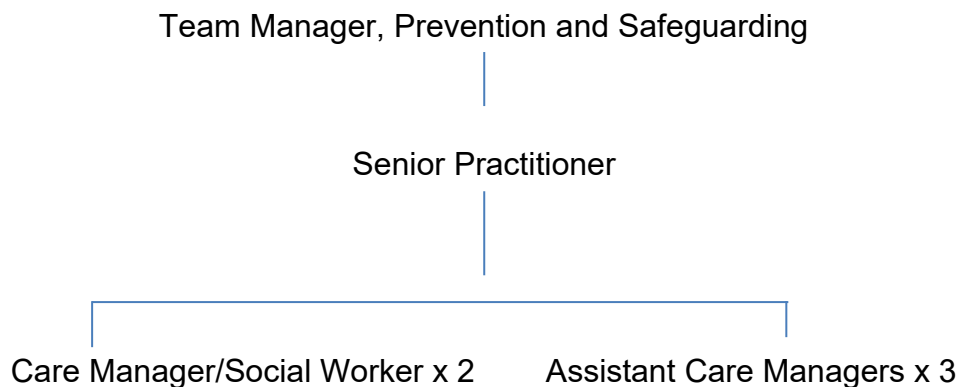 Team Manager, Prevention and Safeguarding
Senior Practitioner
Care Manager/Social Worker x 2
Assistant Care Managers x 3